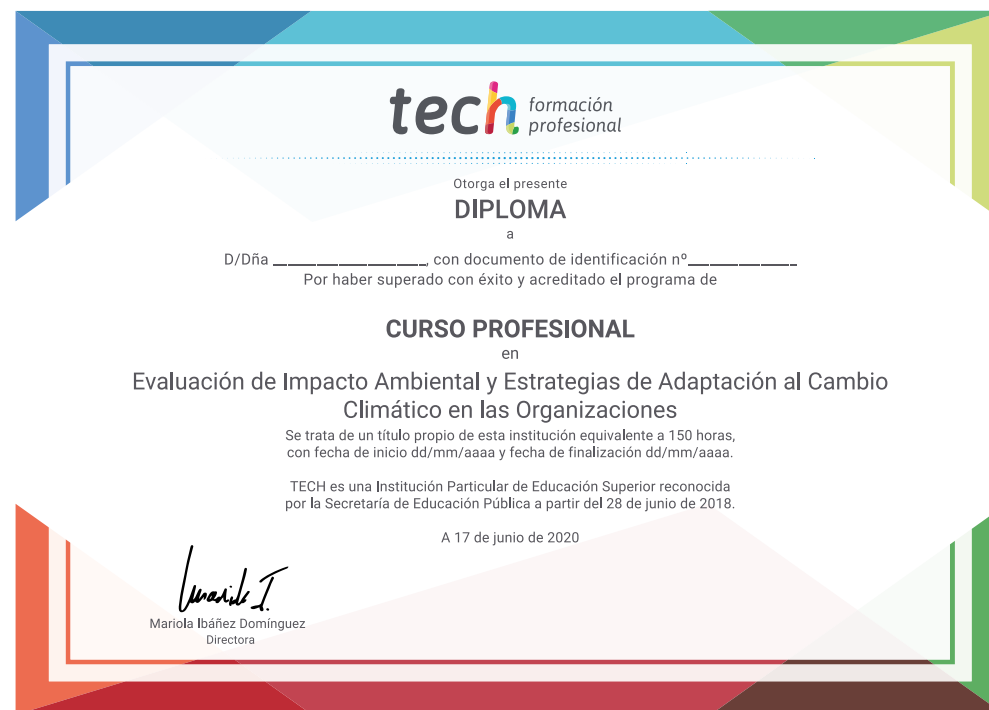 tech formación
profesional
Otorga el presente
DIPLOMA
a
D/Dña ____________________, con documento de identificación nº______________
Por haber superado con éxito y acreditado el programa de
CURSO PROFESIONAL
en
Evaluación de Impacto Ambiental y Estrategias de Adaptación al Cambio
Climático en las Organizaciones
Se trata de un título propio de esta institución equivalente a 150 horas,
con fecha de inicio dd/mm/aaaa y fecha de finalización dd/mm/aaaa.
TECH es una Institución Particular de Educación Superior reconocida
por la Secretaría de Educación Pública a partir del 28 de junio de 2018.
A 17 de junio de 2020
Mariola Ibáñez Domínguez
Directora